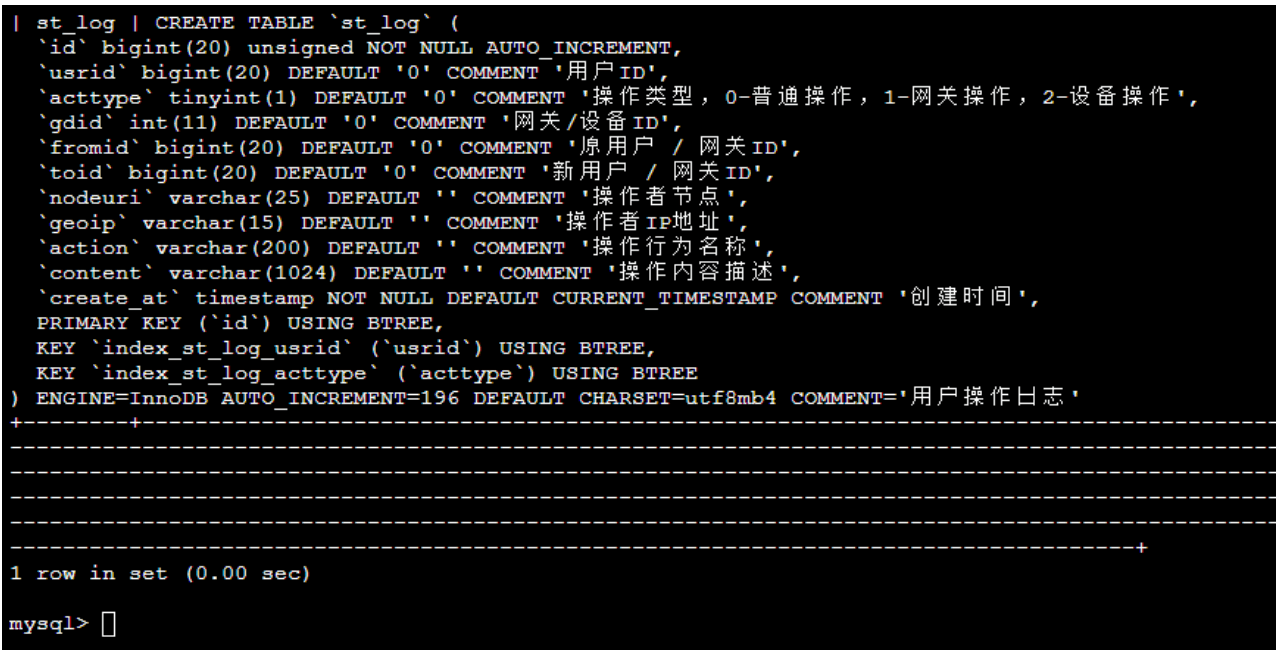 | st_log | CREATE TABLE `st_log` (
  `id` bigint(20) unsigned NOT NULL AUTO_INCREMENT,
  `usrid` bigint(20) DEFAULT '0' COMMENT '用户ID',
  `acttype` tinyint(1) DEFAULT '0' COMMENT '操作类型，0-普通操作，1-网关操作，2-设备操作',
  `gdid` int(11) DEFAULT '0' COMMENT '网关/设备ID',
  `fromid` bigint(20) DEFAULT '0' COMMENT '原用户 / 网关ID',
  `toid` bigint(20) DEFAULT '0' COMMENT '新用户 / 网关ID',
  `nodeuri` varchar(25) DEFAULT '' COMMENT '操作者节点',
  `geoip` varchar(15) DEFAULT '' COMMENT '操作者IP地址',
  `action` varchar(200) DEFAULT '' COMMENT '操作行为名称',
  `content` varchar(1024) DEFAULT '' COMMENT '操作内容描述',
  `create_at` timestamp NOT NULL DEFAULT CURRENT_TIMESTAMP COMMENT '创建时间',
  PRIMARY KEY (`id`) USING BTREE,
  KEY `index_st_log_usrid` (`usrid`) USING BTREE,
  KEY `index_st_log_acttype` (`acttype`) USING BTREE
) ENGINE=InnoDB AUTO_INCREMENT=196 DEFAULT CHARSET=utf8mb4 COMMENT='用户操作日志'
1 row in set (0.00 sec)
mysql>